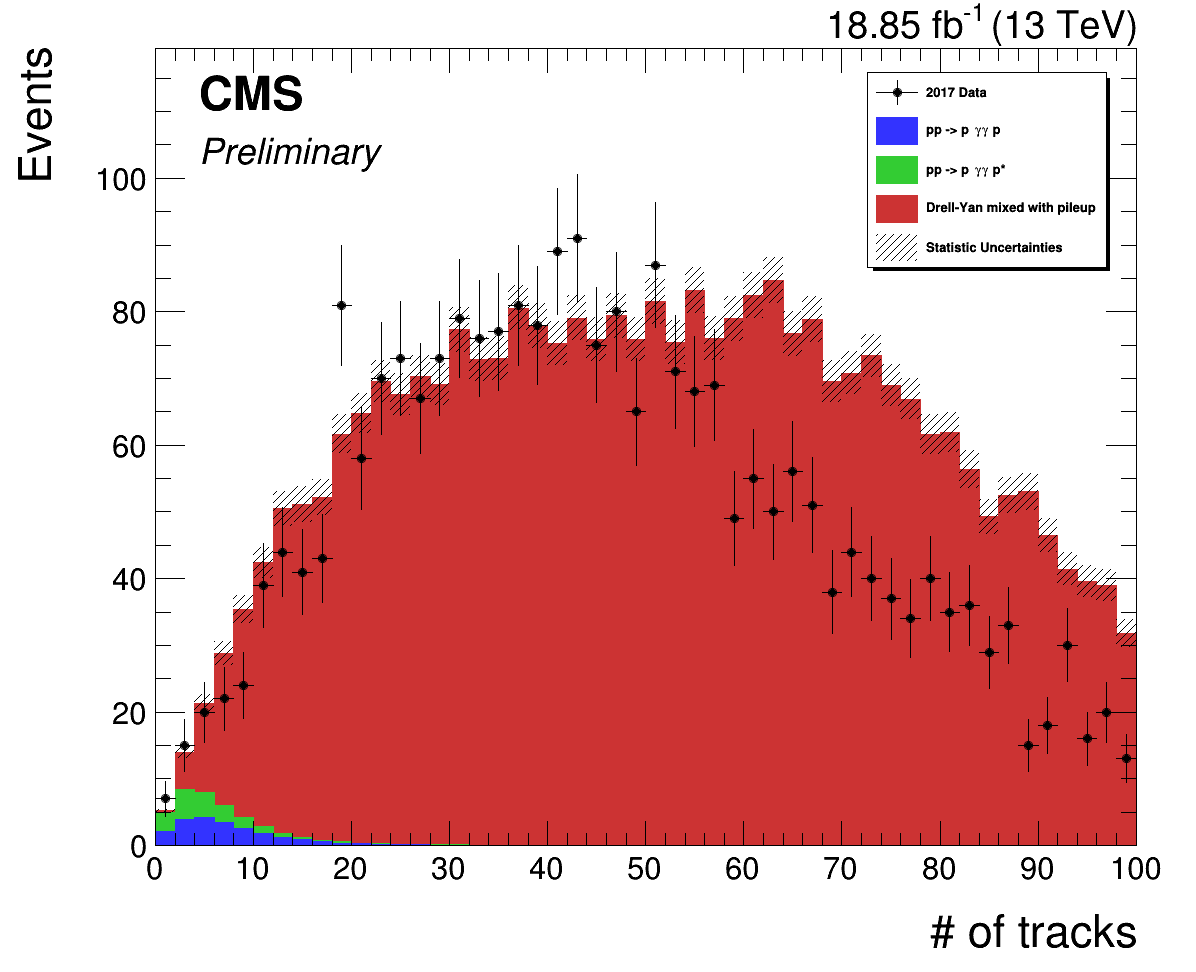 18.85 fb⁻¹ (13 TeV)
Events
CMS
Preliminary
2017 Data
pp -> p γγ p
pp -> p γγ p*
Drell-Yan mixed with pileup
Statistic Uncertainties
100
80
60
40
20
0
0 10 20 30 40 50 60 70 80 90 100
# of tracks